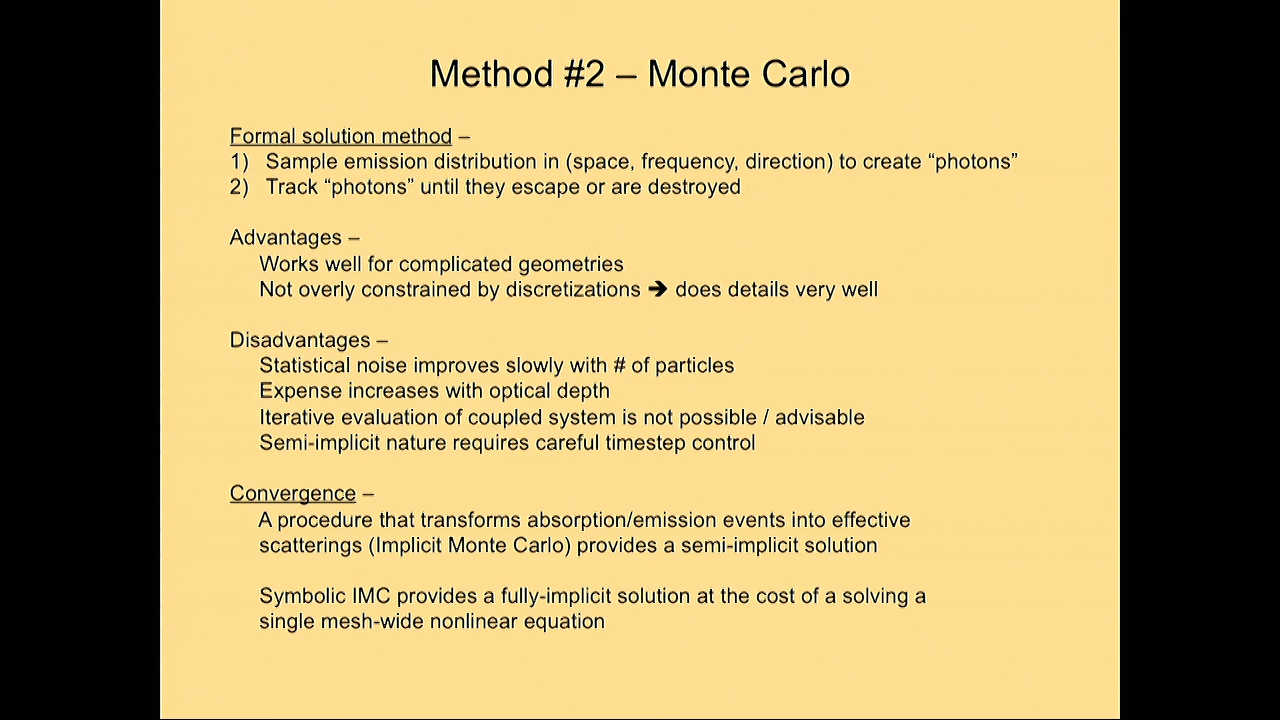 Method #2 – Monte Carlo
Formal solution method –
1) Sample emission distribution in (space, frequency, direction) to create “photons”
2) Track “photons” until they escape or are destroyed
Advantages –
Works well for complicated geometries
Not overly constrained by discretizations ➔ does details very well
Disadvantages –
Statistical noise improves slowly with # of particles
Expense increases with optical depth
Iterative evaluation of coupled system is not possible / advisable
Semi-implicit nature requires careful timestep control
Convergence –
A procedure that transforms absorption/emission events into effective
scatterings (Implicit Monte Carlo) provides a semi-implicit solution
Symbolic IMC provides a fully-implicit solution at the cost of a solving a
single mesh-wide nonlinear equation